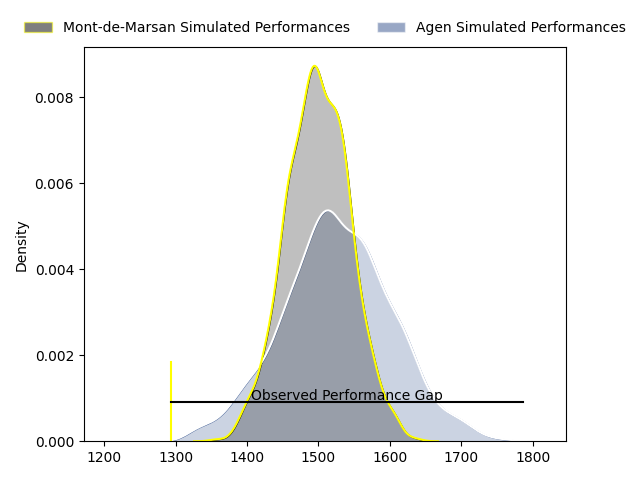 Mont-de-Marsan Simulated Performances
Agen Simulated Performances
0.008
0.006
0.004
0.002
0.000
Density
Observed Performance Gap
1200 1300 1400 1500 1600 1700 1800